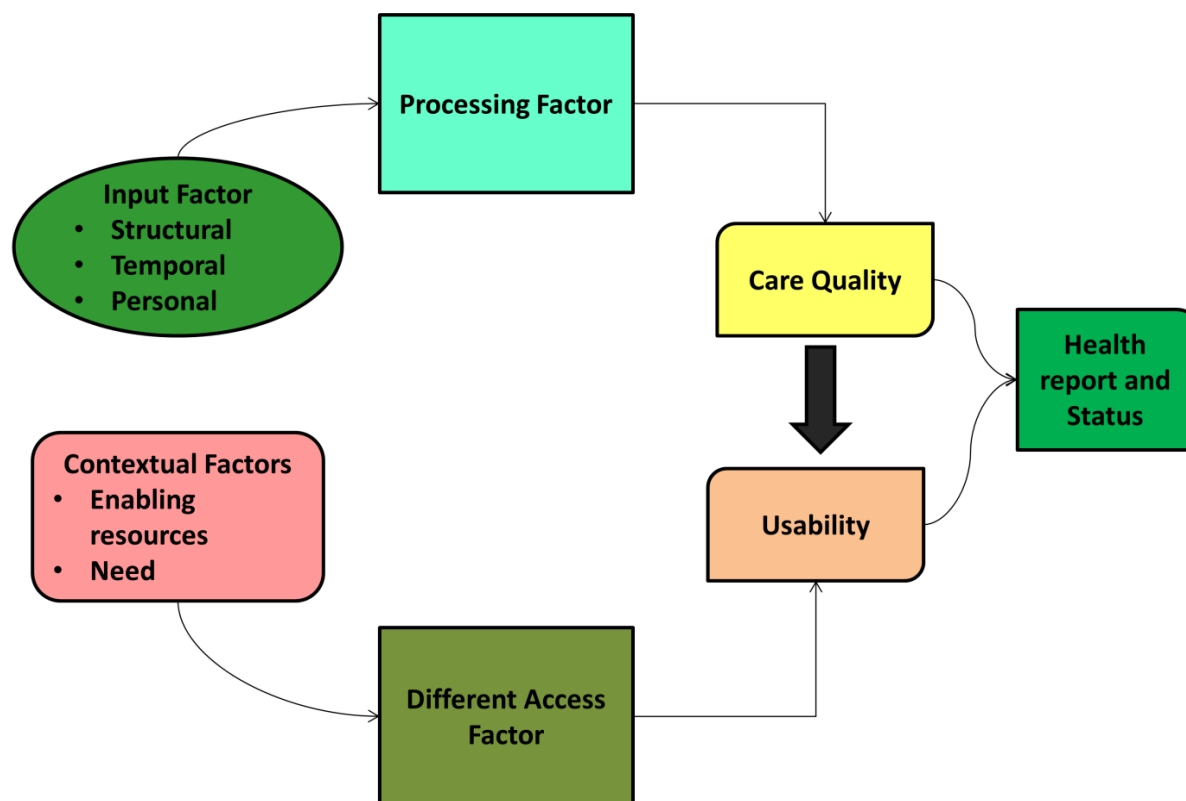 Processing Factor
Input Factor
• Structural
• Temporal
• Personal
Care Quality
Health
report and
Status
Contextual Factors
• Enabling
resources
• Need
Usability
Different Access
Factor